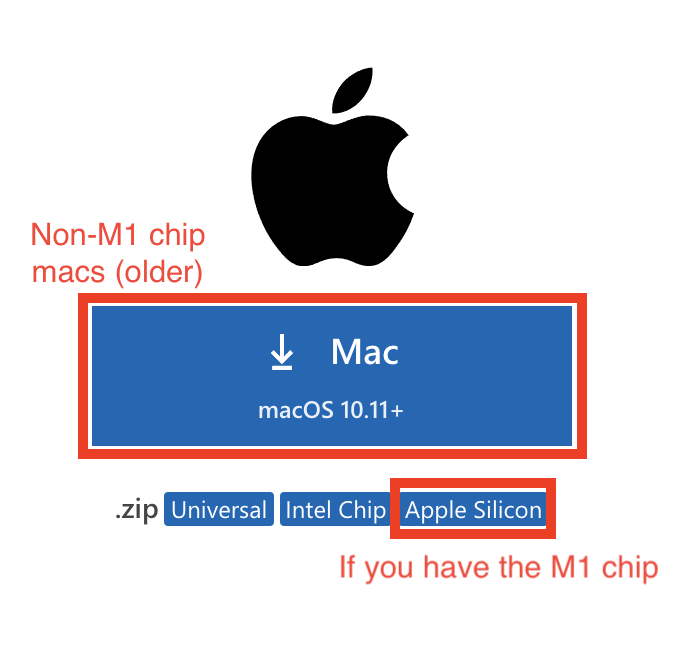 Non-M1 chip
macs (older)
Mac
macOS 10.11+
.zip Universal Intel Chip Apple Silicon
If you have the M1 chip